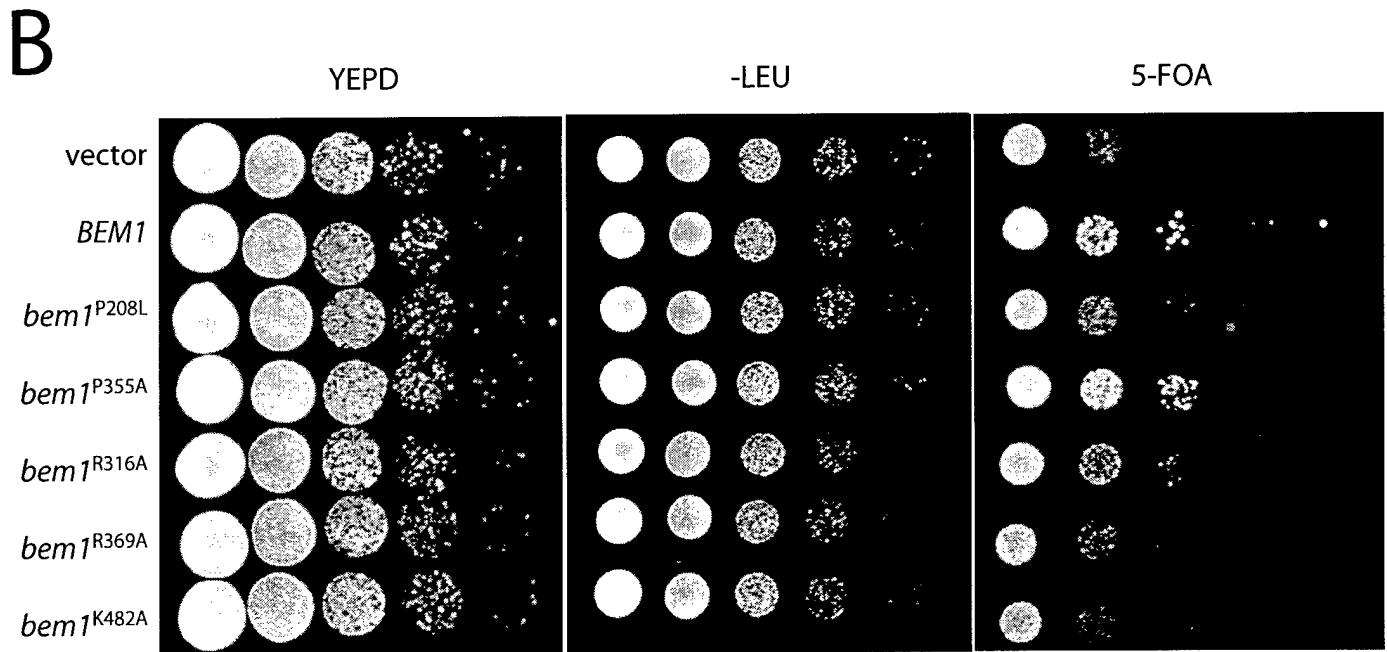 B
YEPD -LEU 5-FOA
vector
BEM1
bem1P208L
bem1P355A
bem1R316A
bem1R369A
bem1K482A